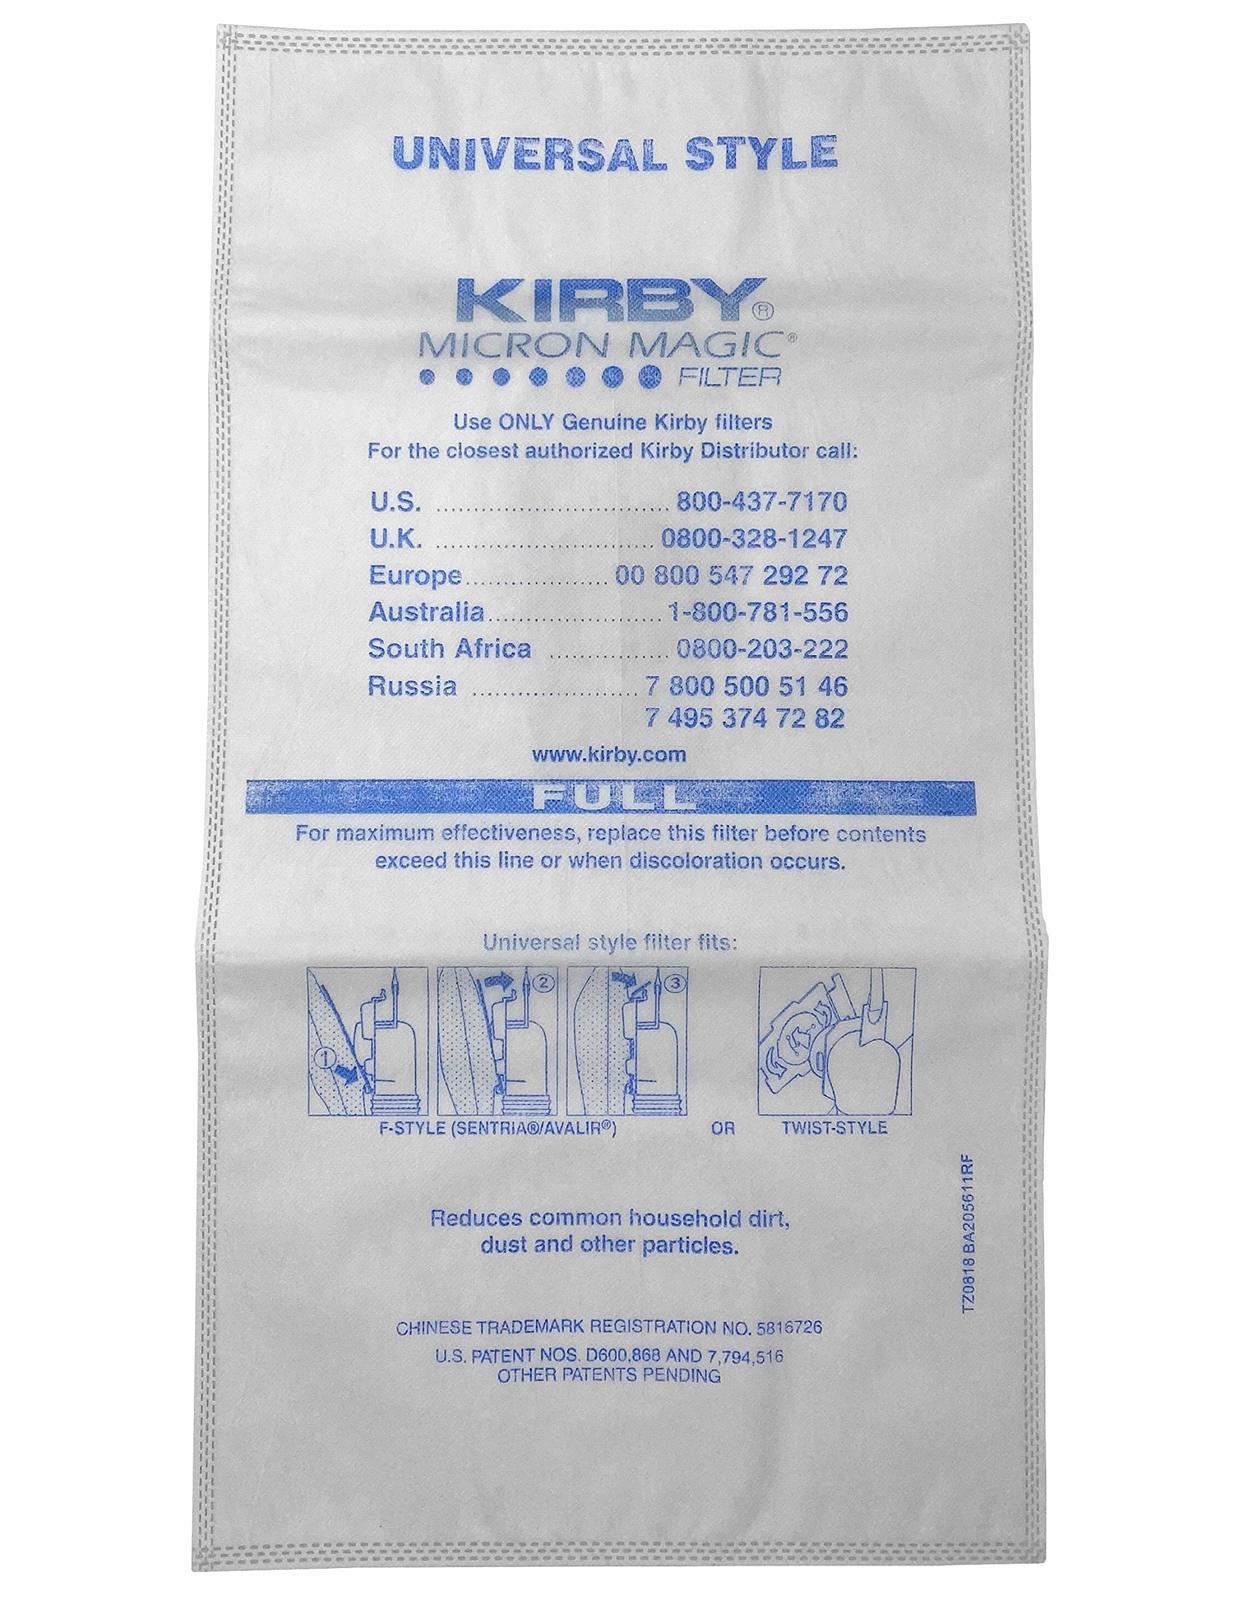 UNIVERSAL STYLE
KIRBY®
MICRON MAGIC®
FILTER
Use ONLY Genuine Kirby filters
For the closest authorized Kirby Distributor call:
U.S. ............................... 800-437-7170
U.K. ............................. 0800-328-1247
Europe................... 00 800 547 292 72
Australia....................... 1-800-781-556
South Africa ................ 0800-203-222
Russia ...................... 7 800 500 51 46
7 495 374 72 82
www.kirby.com
FULL
For maximum effectiveness, replace this filter before contents
exceed this line or when discoloration occurs.
Universal style filter fits:
1 2 3
F-STYLE (SENTRIA®/AVALIR®) OR TWIST-STYLE
TZ0818 BA205611RF
Reduces common household dirt,
dust and other particles.
CHINESE TRADEMARK REGISTRATION NO. 5816726
U.S. PATENT NOS. D600,868 AND 7,794,516
OTHER PATENTS PENDING